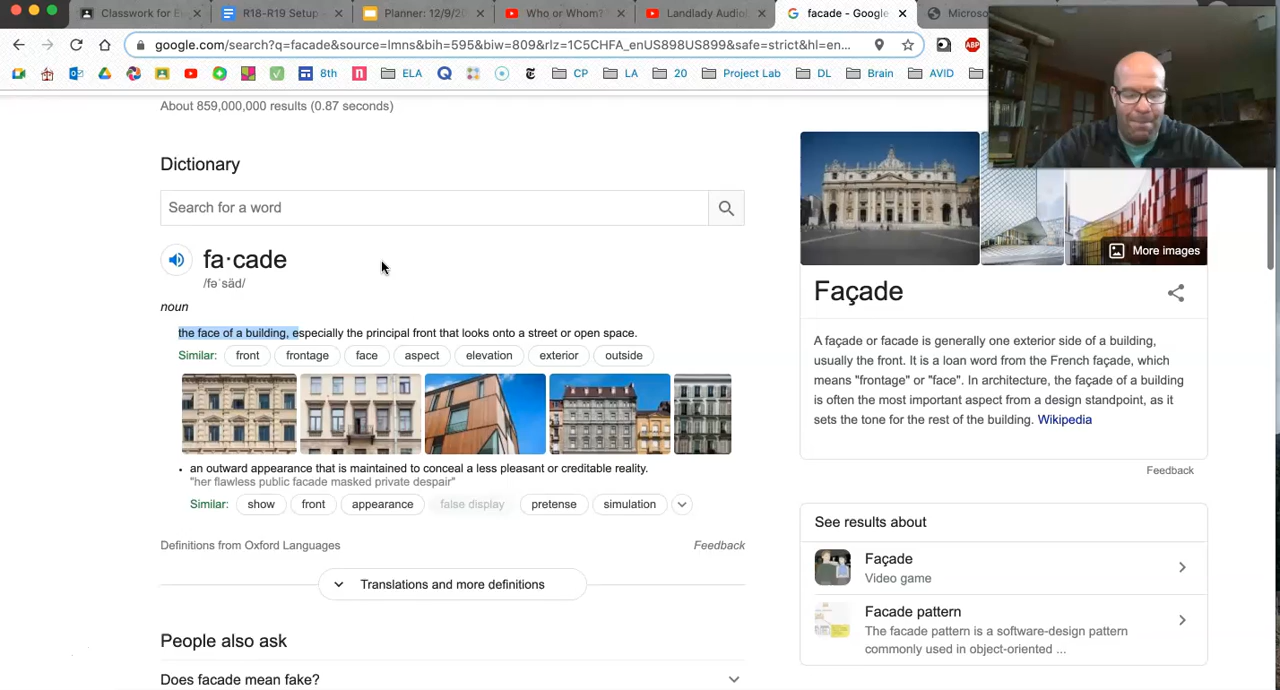 Classwork for E
R18-R19 Setup -
Planner: 12/9/20
Who or Whom?
Landlady Audiol
facade - Google
Microso
google.com/search?q=facade&source=lmns&bih=595&biw=809&rlz=1C5CHFA_enUS898US899&safe=strict&hl=en...
ABP
8th
ELA
CP
LA
20
Project Lab
DL
Brain
AVID
About 859,000,000 results (0.87 seconds)
Dictionary
Search for a word
fa·cade
/fəˈsäd/
noun
the face of a building, especially the principal front that looks onto a street or open space.
Similar: front frontage face aspect elevation exterior outside
• an outward appearance that is maintained to conceal a less pleasant or creditable reality.
"her flawless public facade masked private despair"
Similar: show front appearance false display pretense simulation
Definitions from Oxford Languages
Feedback
Translations and more definitions
People also ask
Does facade mean fake?
More images
Façade
A façade or facade is generally one exterior side of a building,
usually the front. It is a loan word from the French façade, which
means "frontage" or "face". In architecture, the façade of a building
is often the most important aspect from a design standpoint, as it
sets the tone for the rest of the building. Wikipedia
Feedback
See results about
Façade
Video game
Facade pattern
The facade pattern is a software-design pattern
commonly used in object-oriented ...